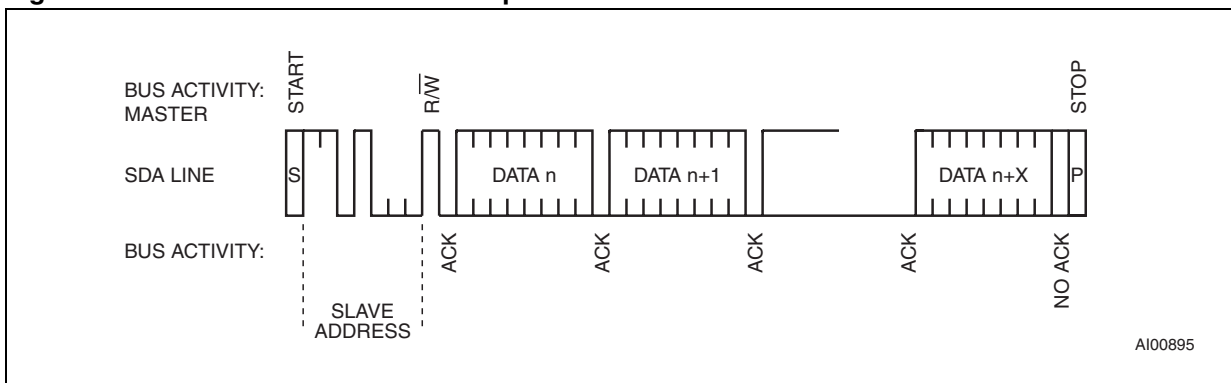 START
R/W
STOP
BUS ACTIVITY:
MASTER
SDA LINE
S
DATA n
DATA n+1
DATA n+X
P
BUS ACTIVITY:
ACK
ACK
ACK
ACK
NO ACK
SLAVE
ADDRESS
AI00895